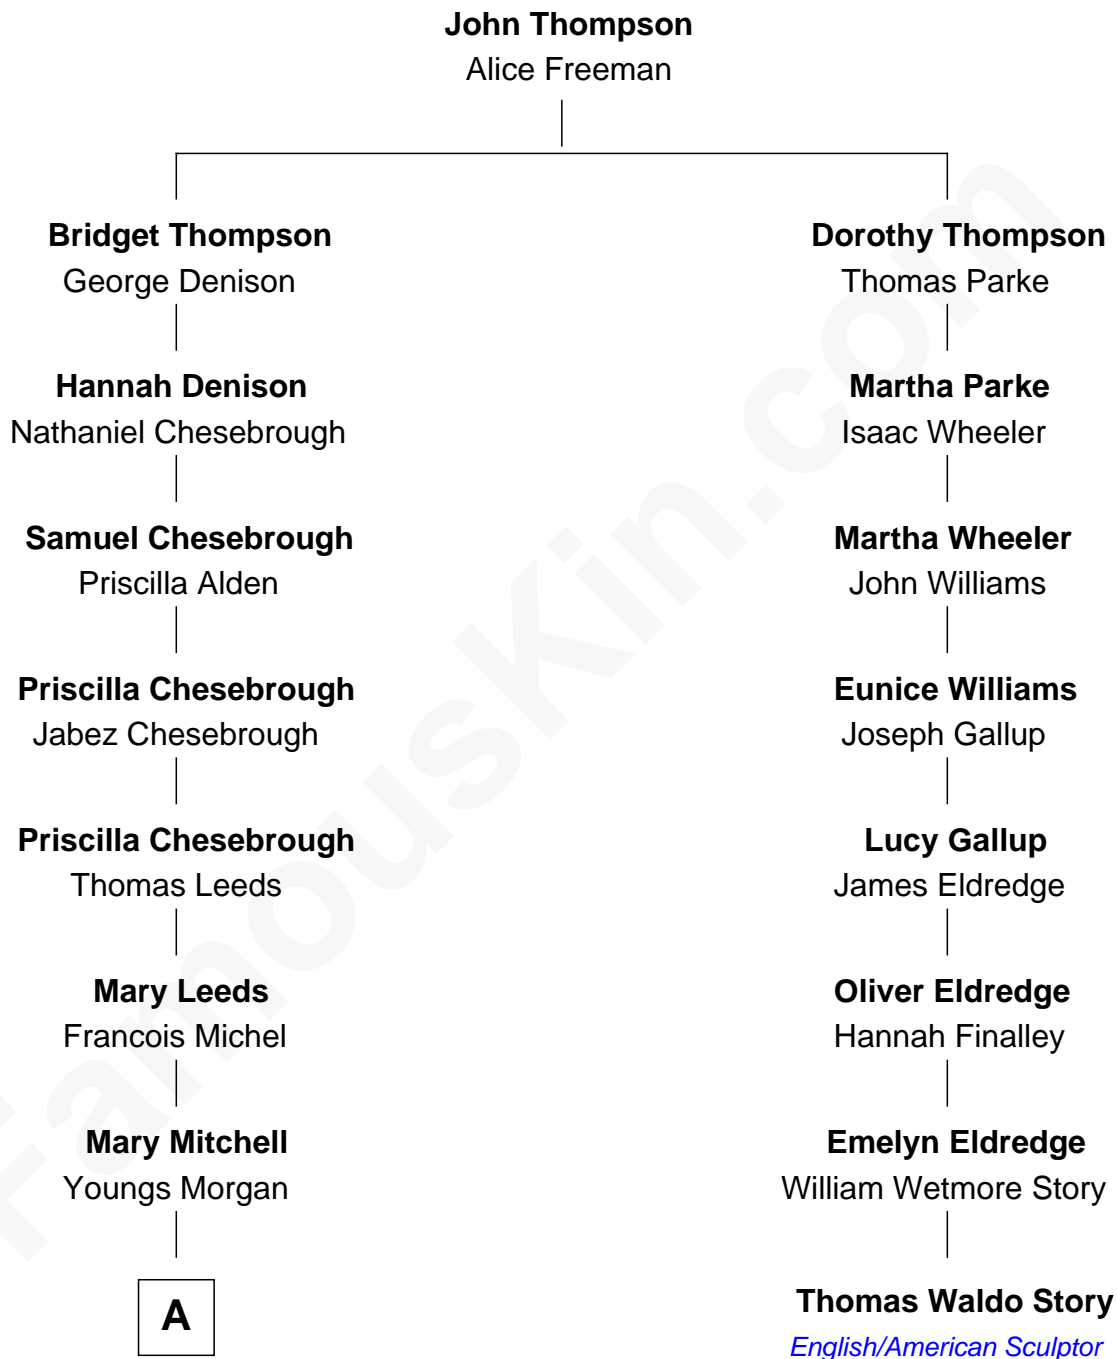 John Thompson
Alice Freeman
Bridget Thompson
George Denison
Dorothy Thompson
Thomas Parke
Hannah Denison
Nathaniel Chesebrough
Martha Parke
Isaac Wheeler
Samuel Chesebrough
Priscilla Alden
Martha Wheeler
John Williams
Priscilla Chesebrough
Jabez Chesebrough
Eunice Williams
Joseph Gallup
Priscilla Chesebrough
Thomas Leeds
Lucy Gallup
James Eldredge
Mary Leeds
Francois Michel
Oliver Eldredge
Hannah Finalley
Mary Mitchell
Youngs Morgan
Emelyn Eldredge
William Wetmore Story
A
Thomas Waldo Story
English/American Sculptor
FamousKin.com